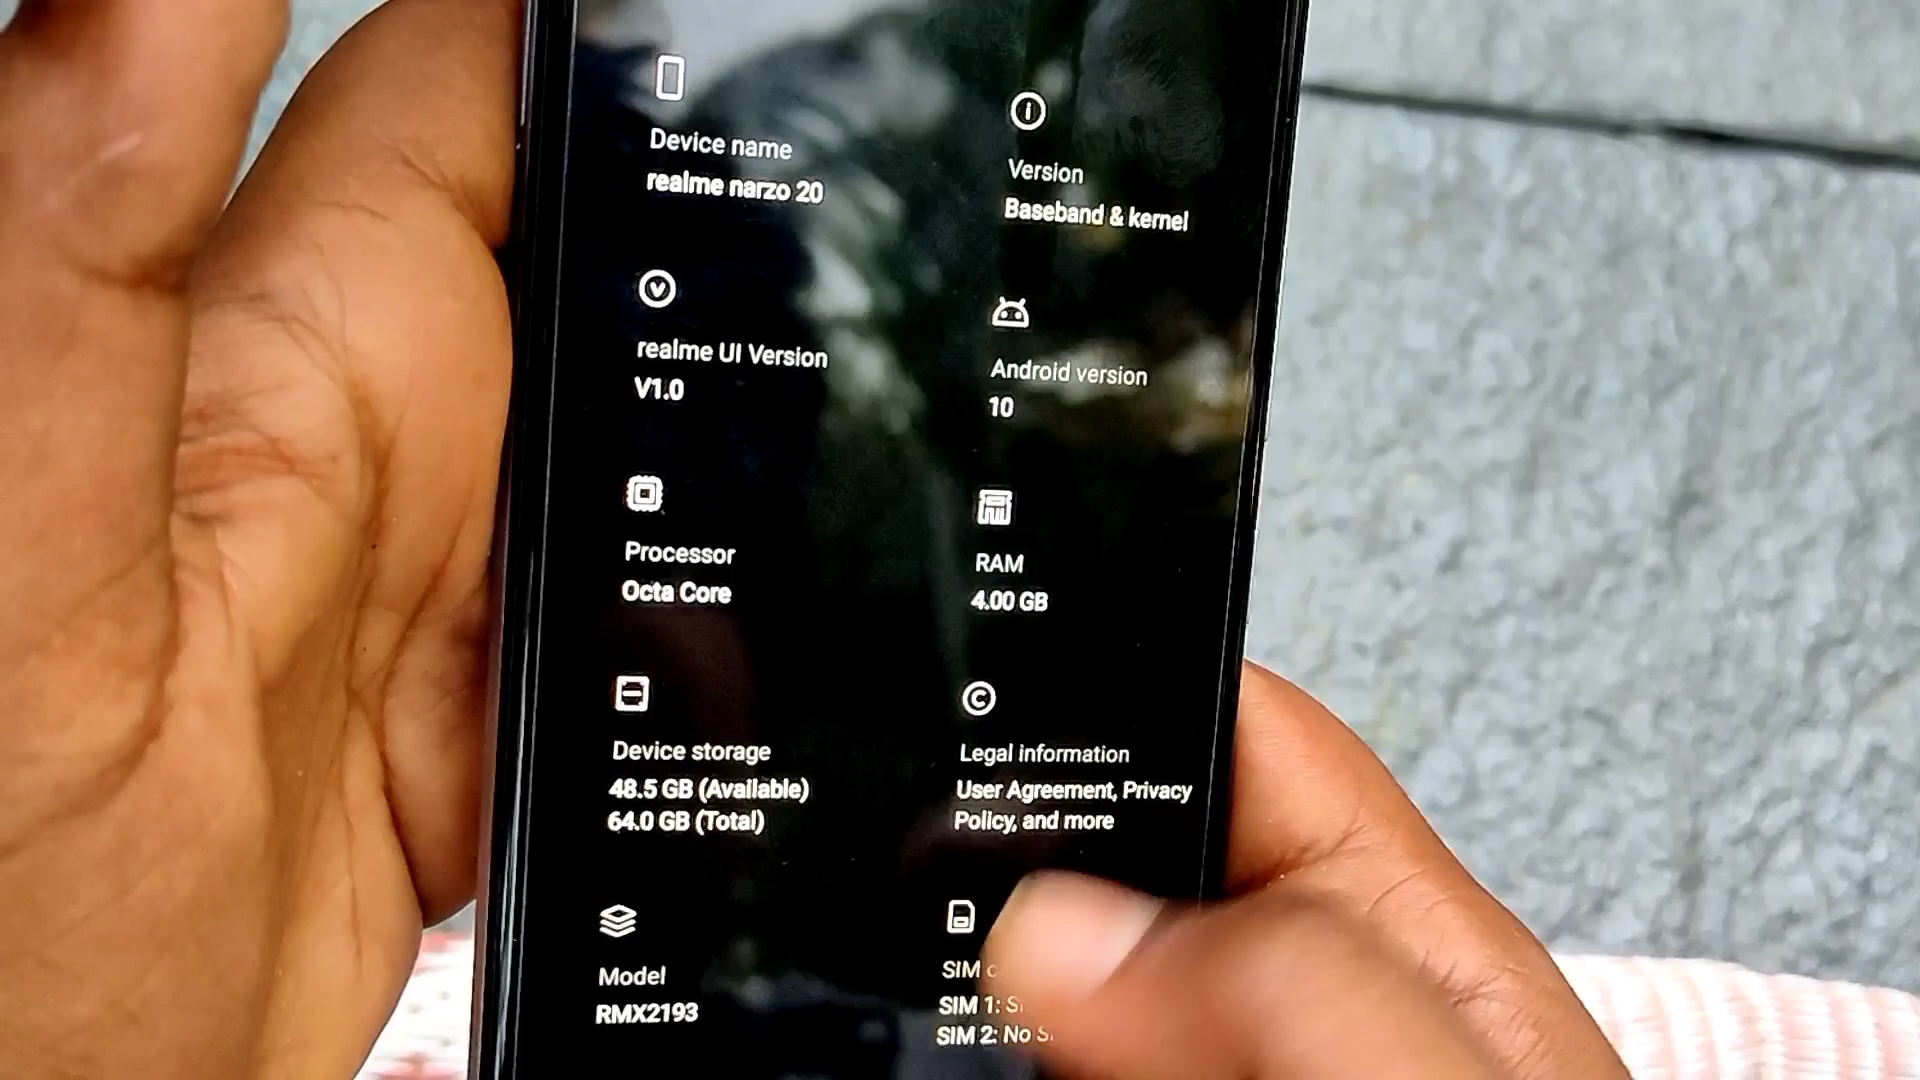 Device name
realme narzo 20
Version
Baseband & kernel
realme UI Version
V1.0
Android version
10
Processor
Octa Core
RAM
4.00 GB
Device storage
48.5 GB (Available)
64.0 GB (Total)
Legal information
User Agreement, Privacy
Policy, and more
Model
RMX2193
SIM
SIM 1:
SIM 2: No